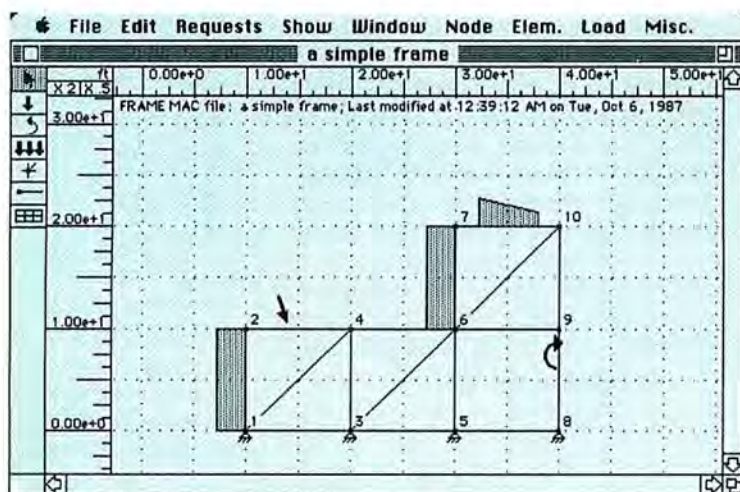 File Edit Requests Show Window Node Elem. Load Misc.
a simple frame
ft 0.00e+0 1.00e+1 2.00e+1 3.00e+1 4.00e+1 5.00e+1
X 2 X .5
FRAME MAC file: a simple frame; Last modified at 12:39:12 AM on Tue, Oct 6, 1987
3.00e+1
2.00e+1
7 10
1.00e+1
2 4 6 9
0.00e+0
1 3 5 8